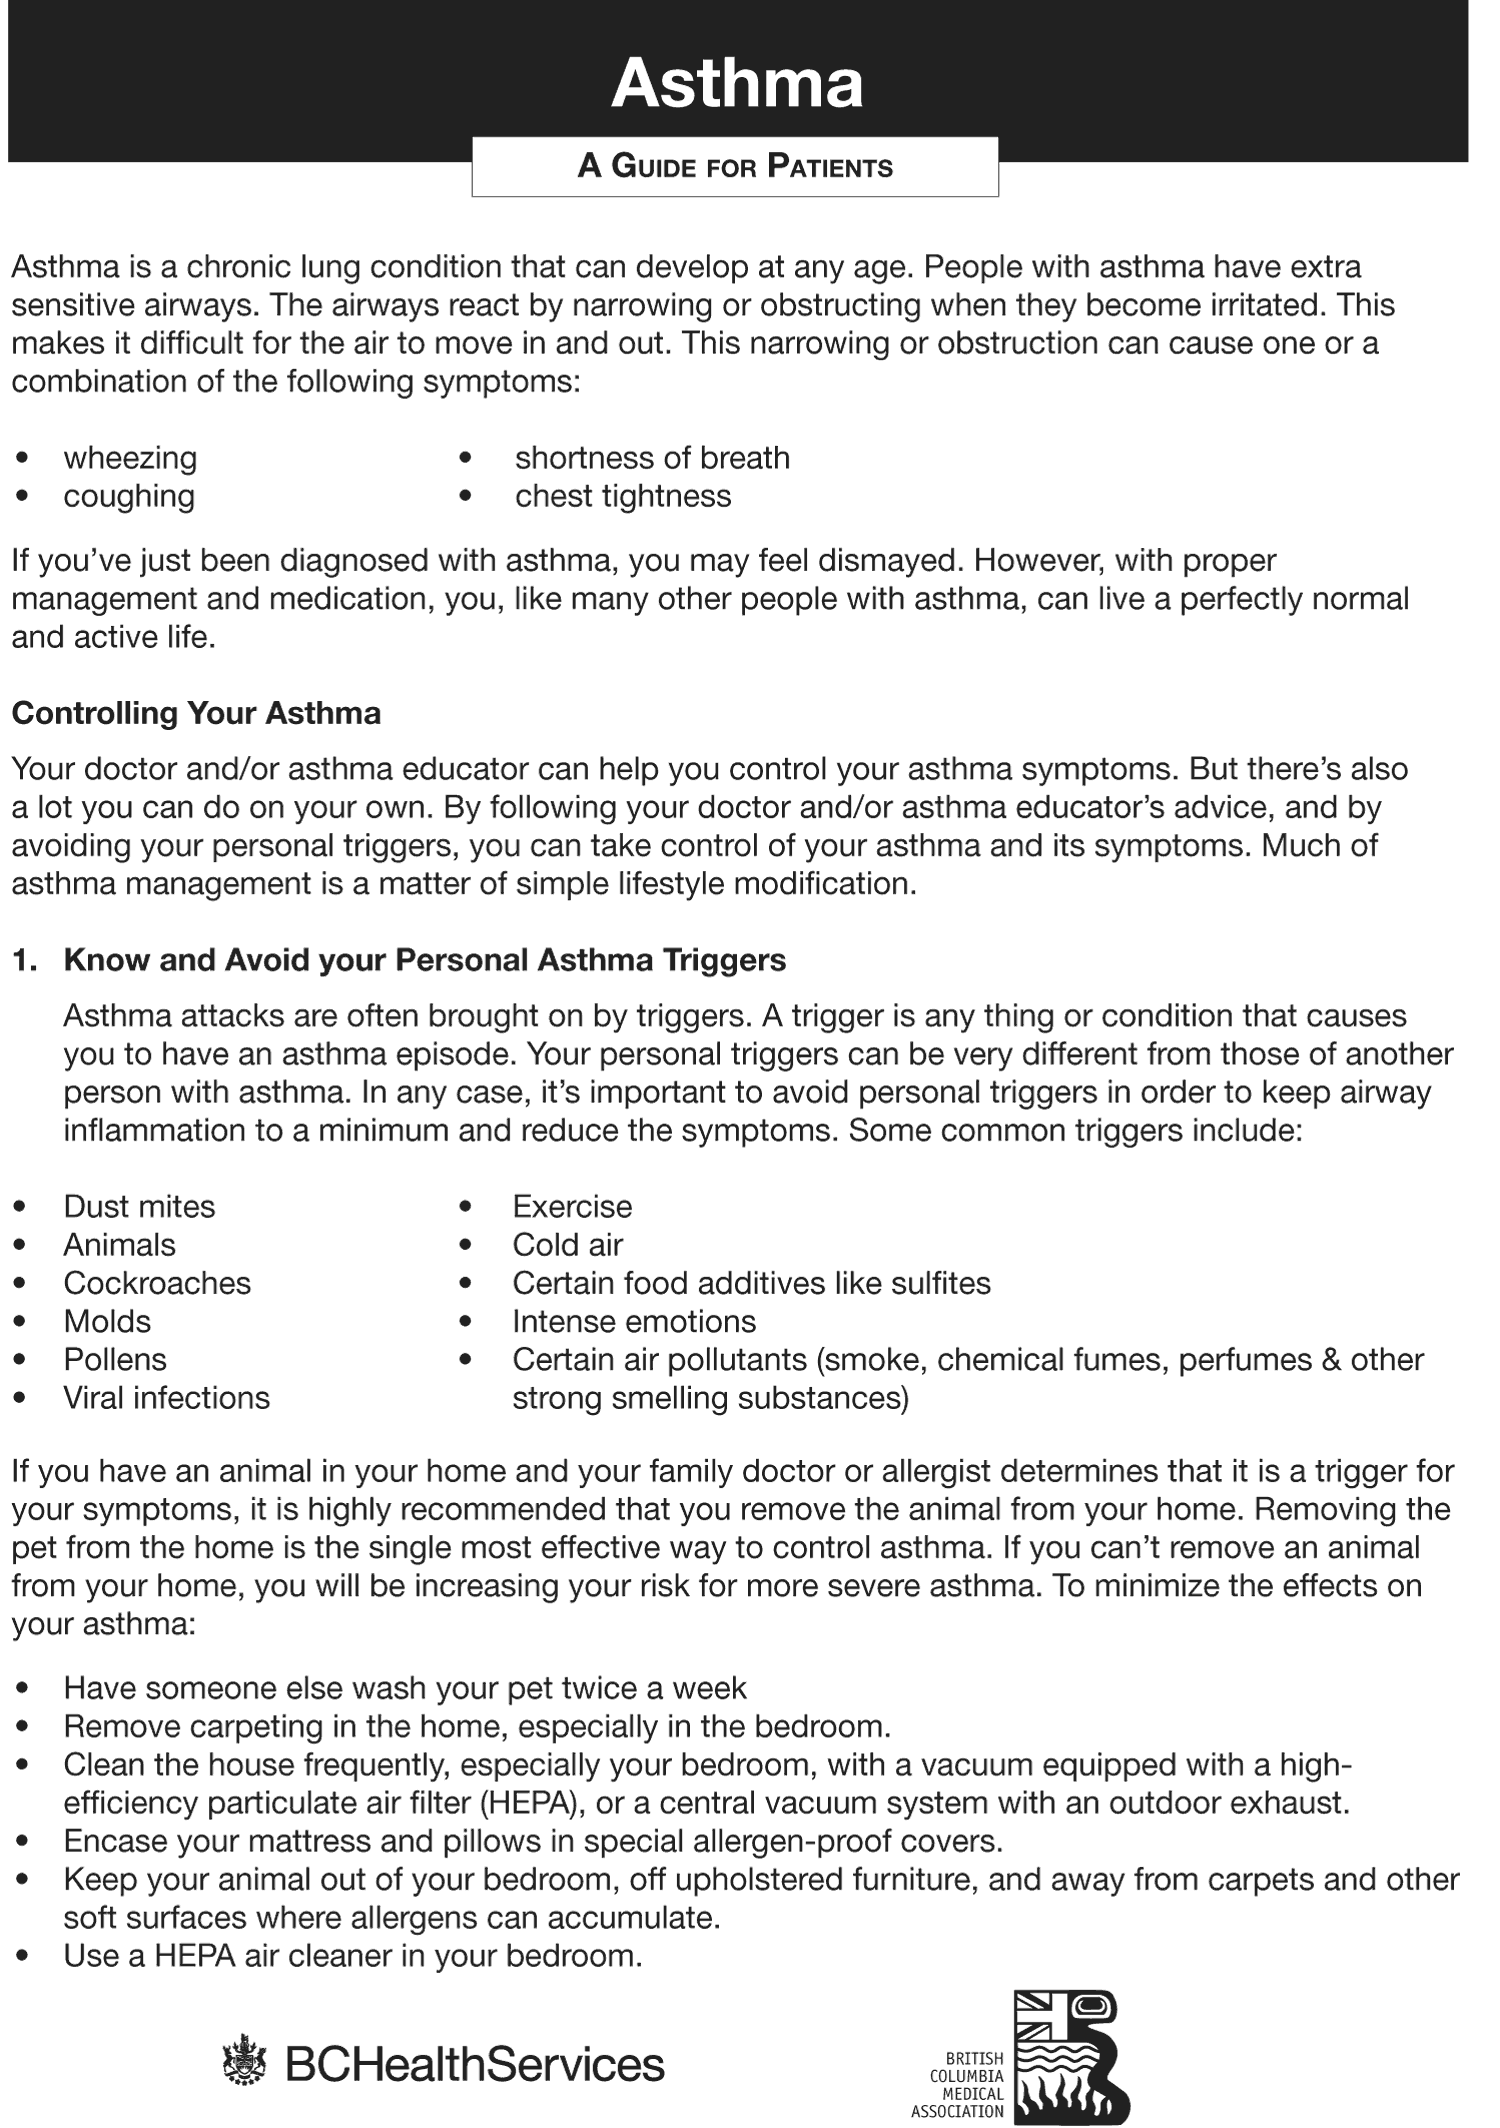 Asthma
A GUIDE FOR PATIENTS
Asthma is a chronic lung condition that can develop at any age. People with asthma have extra
sensitive airways. The airways react by narrowing or obstructing when they become irritated. This
makes it difficult for the air to move in and out. This narrowing or obstruction can cause one or a
combination of the following symptoms:
• wheezing
• coughing
• shortness of breath
• chest tightness
If you’ve just been diagnosed with asthma, you may feel dismayed. However, with proper
management and medication, you, like many other people with asthma, can live a perfectly normal
and active life.
Controlling Your Asthma
Your doctor and/or asthma educator can help you control your asthma symptoms. But there’s also
a lot you can do on your own. By following your doctor and/or asthma educator’s advice, and by
avoiding your personal triggers, you can take control of your asthma and its symptoms. Much of
asthma management is a matter of simple lifestyle modification.
1. Know and Avoid your Personal Asthma Triggers
Asthma attacks are often brought on by triggers. A trigger is any thing or condition that causes
you to have an asthma episode. Your personal triggers can be very different from those of another
person with asthma. In any case, it’s important to avoid personal triggers in order to keep airway
inflammation to a minimum and reduce the symptoms. Some common triggers include:
• Dust mites
• Animals
• Cockroaches
• Molds
• Pollens
• Viral infections
• Exercise
• Cold air
• Certain food additives like sulfites
• Intense emotions
• Certain air pollutants (smoke, chemical fumes, perfumes & other
strong smelling substances)
If you have an animal in your home and your family doctor or allergist determines that it is a trigger for
your symptoms, it is highly recommended that you remove the animal from your home. Removing the
pet from the home is the single most effective way to control asthma. If you can’t remove an animal
from your home, you will be increasing your risk for more severe asthma. To minimize the effects on
your asthma:
• Have someone else wash your pet twice a week
• Remove carpeting in the home, especially in the bedroom.
• Clean the house frequently, especially your bedroom, with a vacuum equipped with a high-
efficiency particulate air filter (HEPA), or a central vacuum system with an outdoor exhaust.
• Encase your mattress and pillows in special allergen-proof covers.
• Keep your animal out of your bedroom, off upholstered furniture, and away from carpets and other
soft surfaces where allergens can accumulate.
• Use a HEPA air cleaner in your bedroom.
BCHealthServices
BRITISH
COLUMBIA
MEDICAL
ASSOCIATION